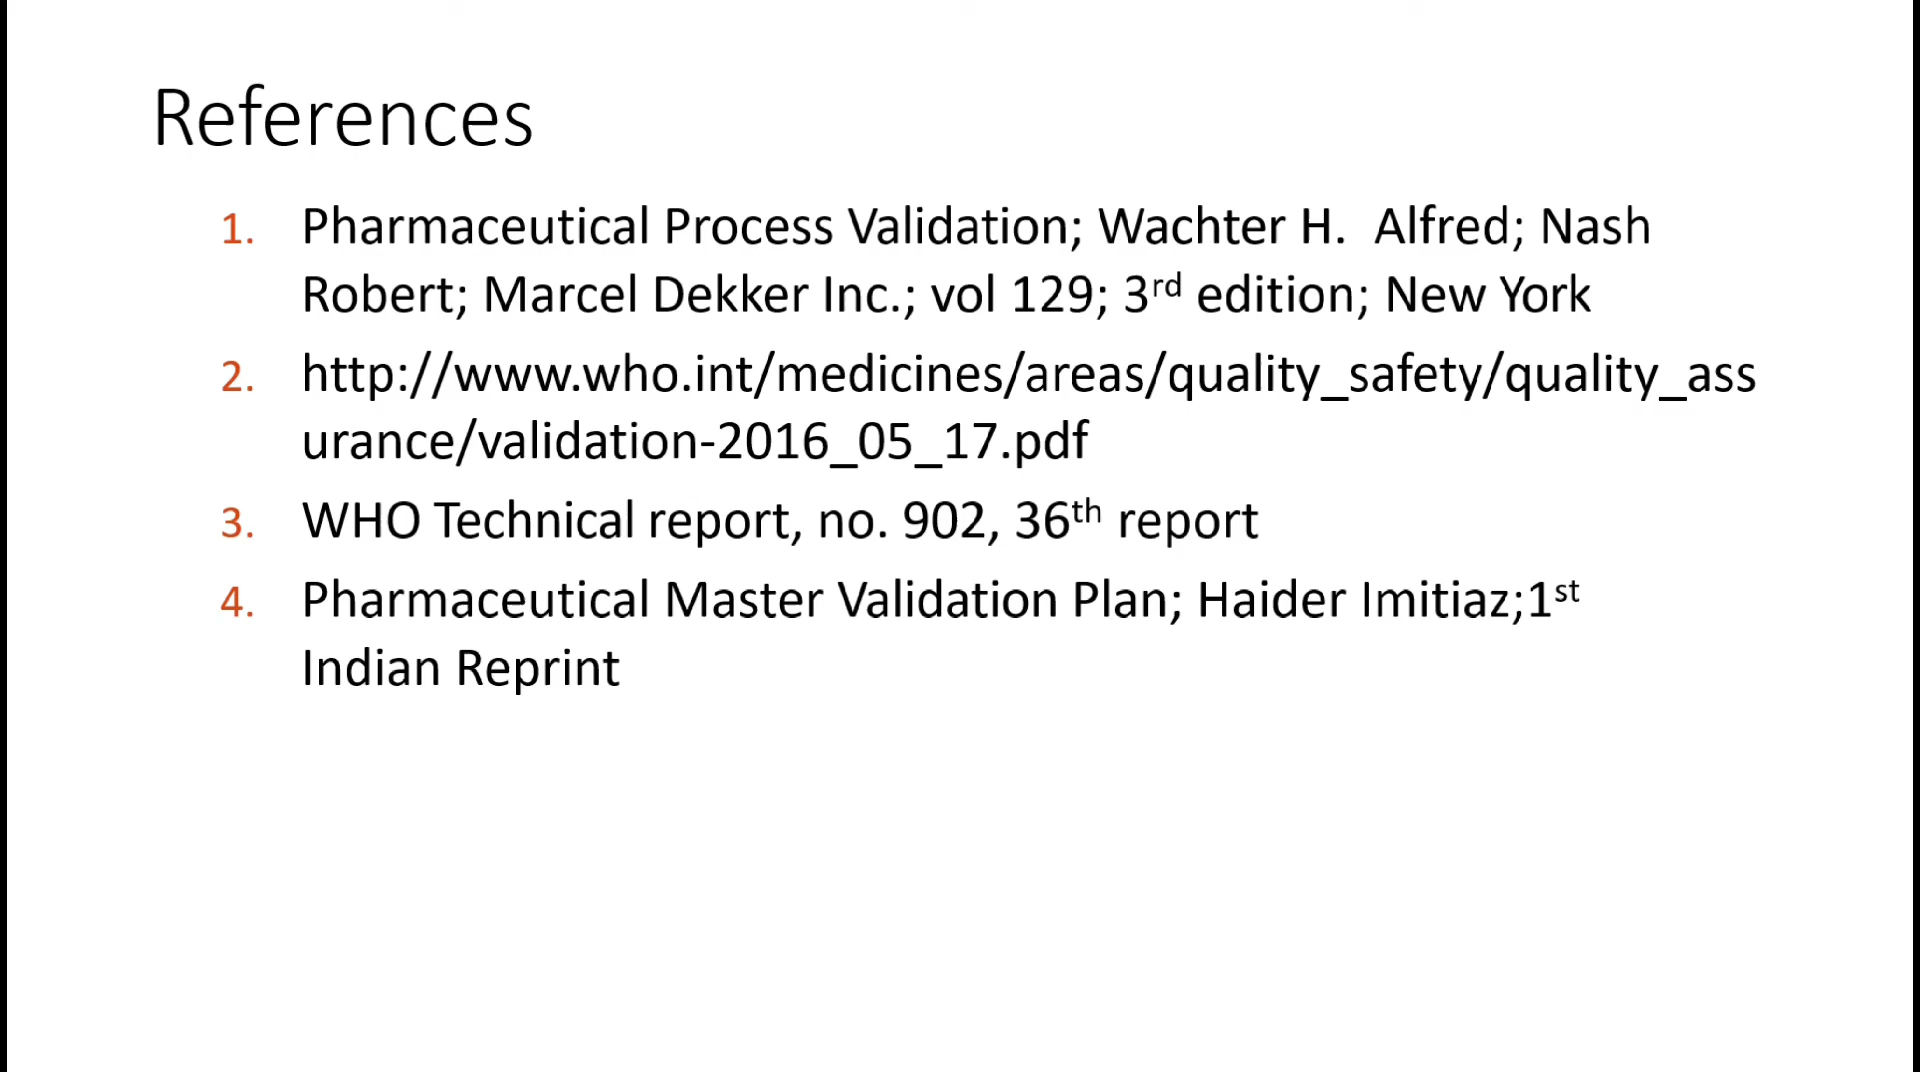 References
1. Pharmaceutical Process Validation; Wachter H.  Alfred; Nash
Robert; Marcel Dekker Inc.; vol 129; 3rd edition; New York
2. http://www.who.int/medicines/areas/quality_safety/quality_ass
urance/validation-2016_05_17.pdf
3. WHO Technical report, no. 902, 36th report
4. Pharmaceutical Master Validation Plan; Haider Imitiaz;1st
Indian Reprint